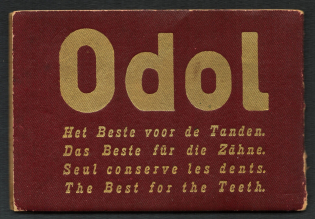 Odol
Het Beste voor de Tanden.
Das Beste für die Zähne.
Seul conserve les dents.
The Best for the Teeth.